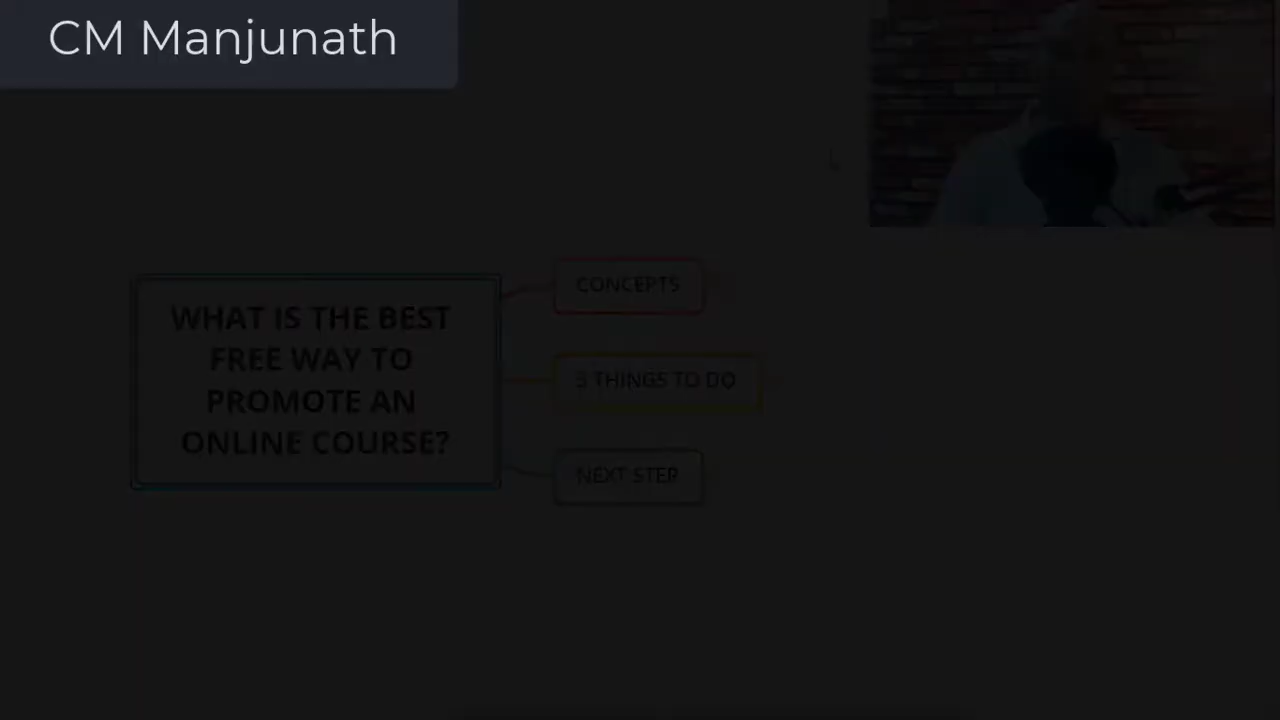 CM Manjunath
WHAT IS THE BEST
FREE WAY TO
PROMOTE AN
ONLINE COURSE?
CONCEPTS
5 THINGS TO DO
NEXT STEP